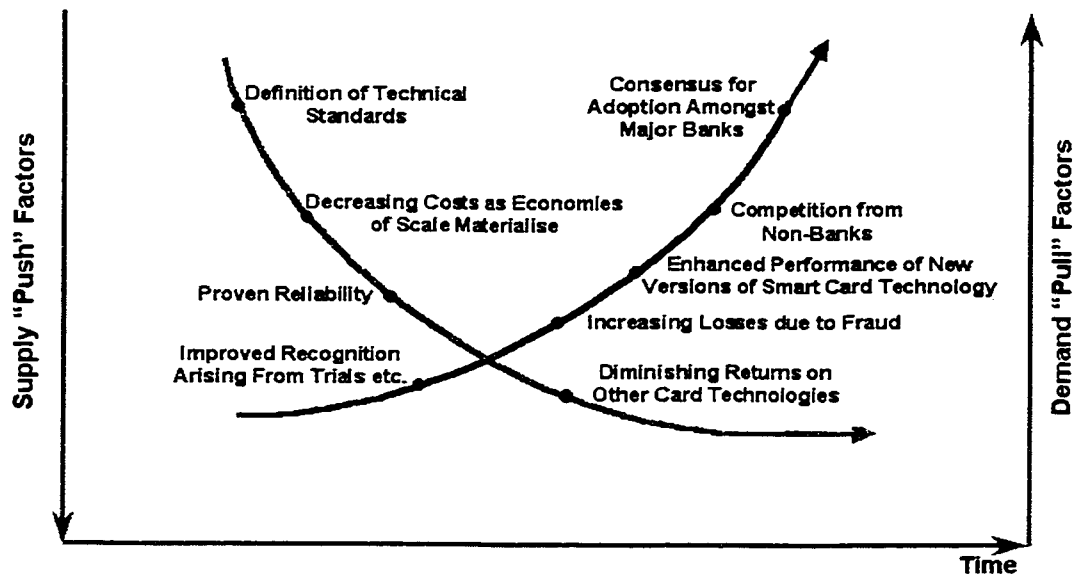 Supply "Push" Factors
Definition of Technical
Standards
Decreasing Costs as Economies
of Scale Materialise
Proven Reliability
Improved Recognition
Arising From Trials etc.
Consensus for
Adoption Amongst
Major Banks
Competition from
Non-Banks
Enhanced Performance of New
Versions of Smart Card Technology
Increasing Losses due to Fraud
Diminishing Returns on
Other Card Technologies
Demand "Pull" Factors
Time